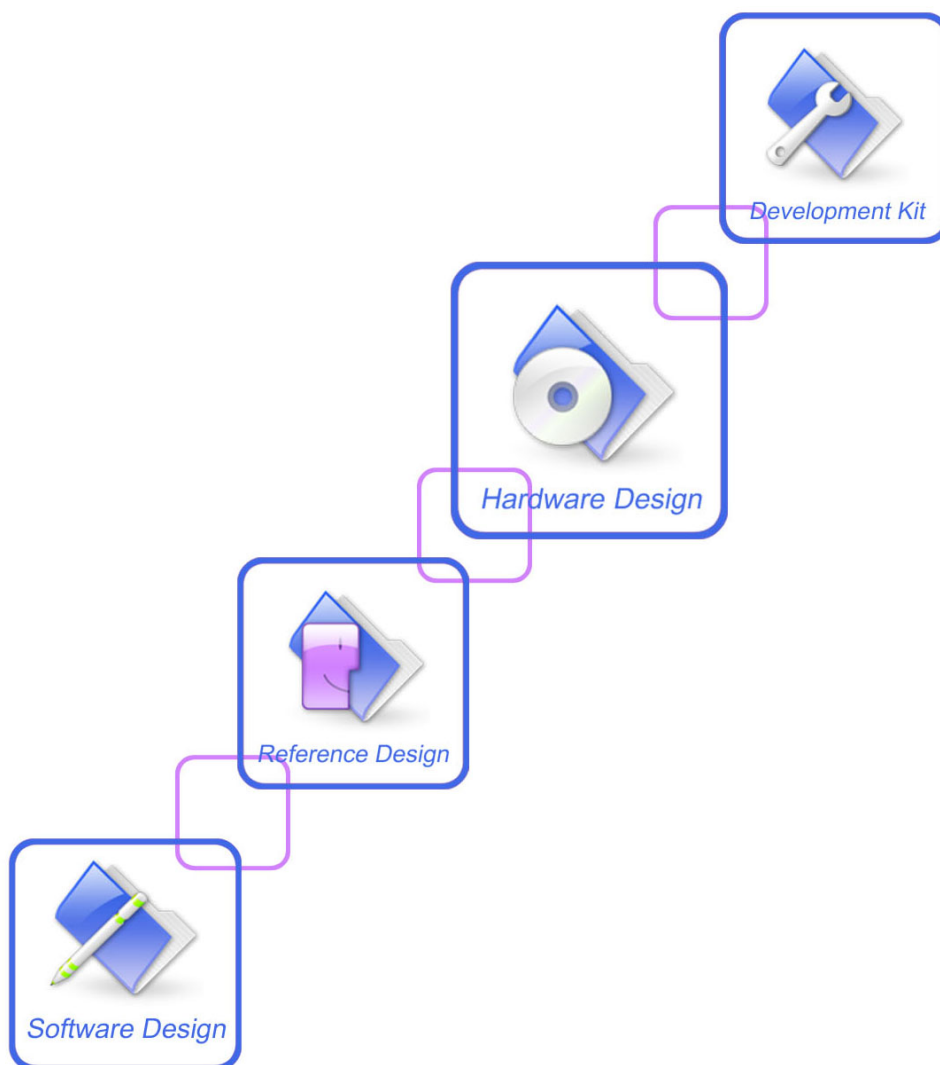 Development Kit
Hardware Design
Reference Design
Software Design